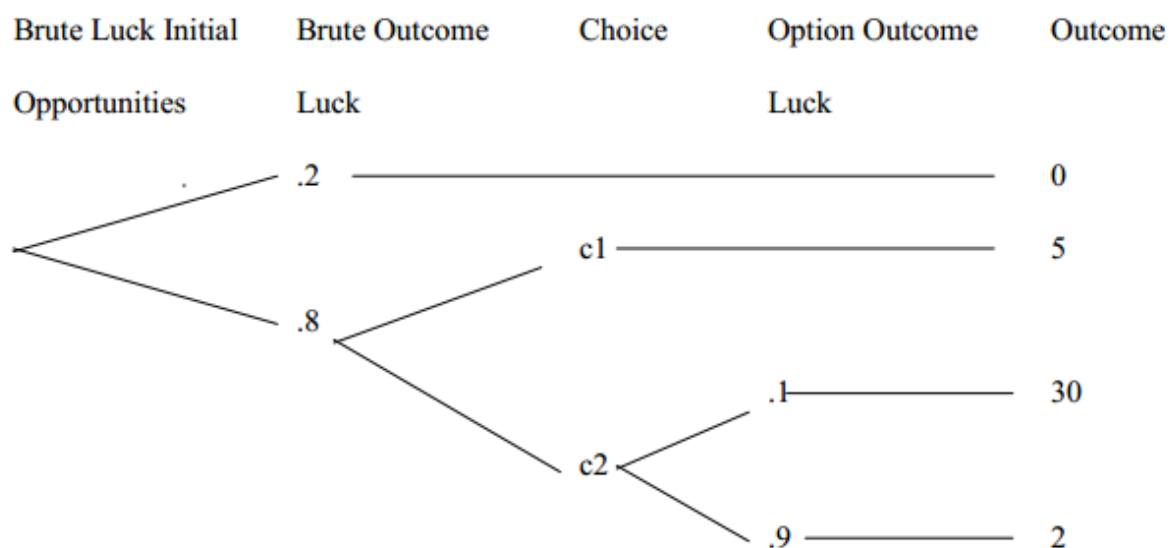 Brute Luck Initial Brute Outcome Choice Option Outcome Outcome
Opportunities Luck Luck
.2 0
c1 5
.8
.1 30
c2
.9 2